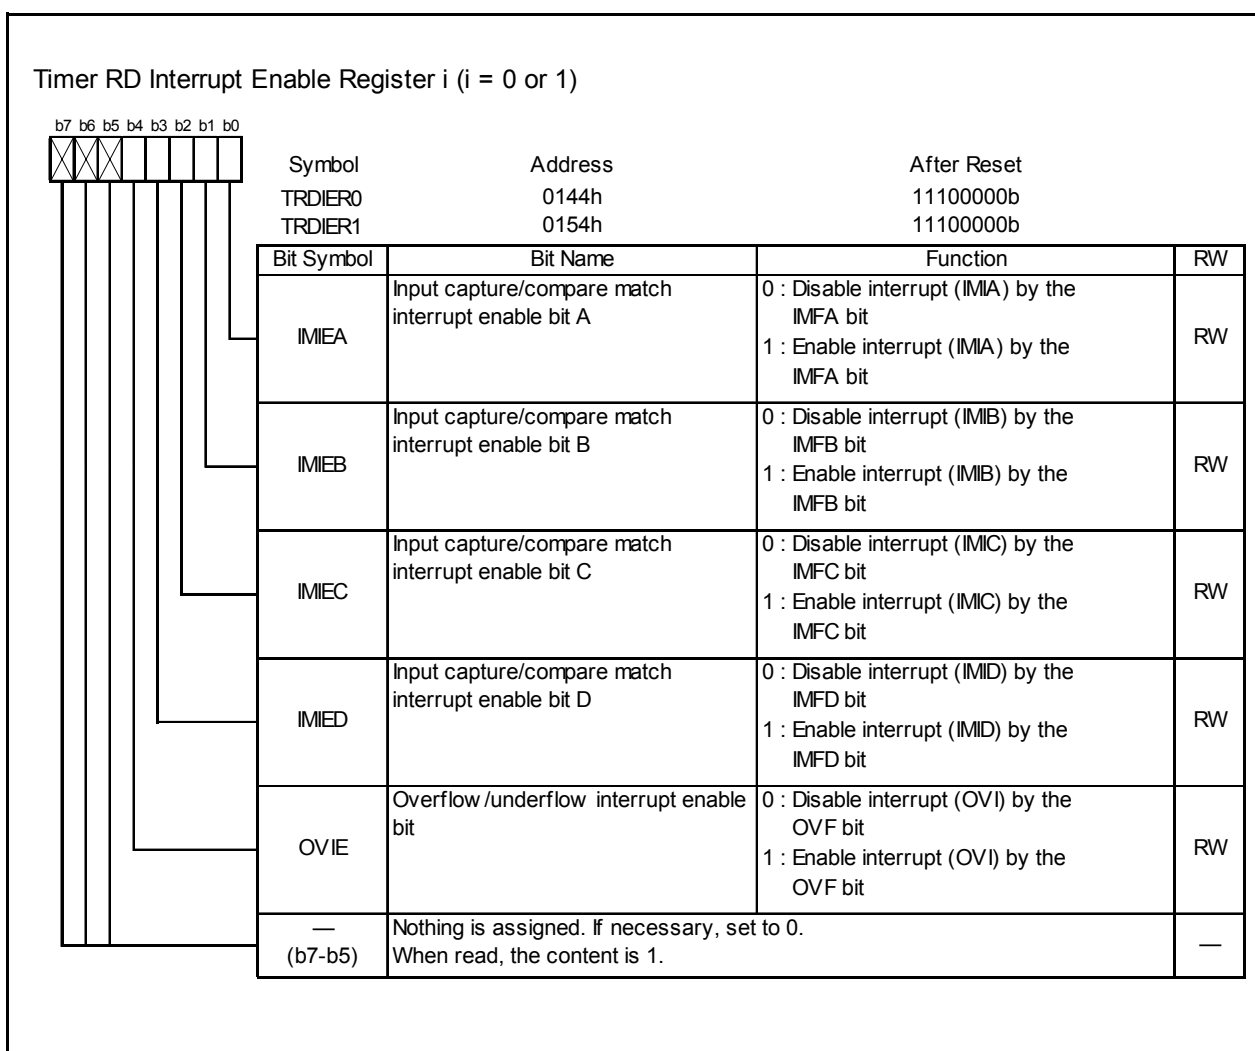 Timer RD Interrupt Enable Register i (i = 0 or 1)
b7 b6 b5 b4 b3 b2 b1 b0
Symbol Address After Reset
TRDIER0 0144h 11100000b
TRDIER1 0154h 11100000b
Bit Symbol Bit Name Function RW
IMIEA
Input capture/compare match
interrupt enable bit A
0 : Disable interrupt (IMIA) by the
IMFA bit
1 : Enable interrupt (IMIA) by the
IMFA bit
RW
IMIEB
Input capture/compare match
interrupt enable bit B
0 : Disable interrupt (IMIB) by the
IMFB bit
1 : Enable interrupt (IMIB) by the
IMFB bit
RW
IMIEC
Input capture/compare match
interrupt enable bit C
0 : Disable interrupt (IMIC) by the
IMFC bit
1 : Enable interrupt (IMIC) by the
IMFC bit
RW
IMIED
Input capture/compare match
interrupt enable bit D
0 : Disable interrupt (IMID) by the
IMFD bit
1 : Enable interrupt (IMID) by the
IMFD bit
RW
OVIE
Overflow/underflow interrupt enable
bit
0 : Disable interrupt (OVI) by the
OVF bit
1 : Enable interrupt (OVI) by the
OVF bit
RW
—
(b7-b5)
Nothing is assigned. If necessary, set to 0.
When read, the content is 1.
—